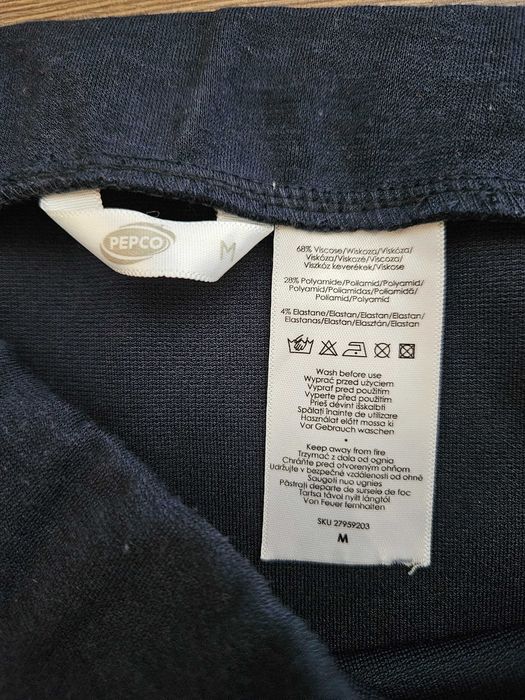 PEPCO
M
68% Viscose/Wiskoza/Viskóza/
Viskóza/Viskozė/Viscoza/
Viszkóz keverékek/Viskose
28% Polyamide/Poliamid/Polyamid/
Polyamid/Poliamidas/Poliamidă/
Poliamid/Polyamid
4% Elastane/Elastan/Elastan/Elastan/
Elastanas/Elastan/Elasztán/Elastan
Wash before use
Wyprać przed użyciem
Vyprať pred použitím
Vyperte před použitím
Prieš dėvint išskalbti
Spălați înainte de utilizare
Használat előtt mossa ki
Vor Gebrauch waschen
•
Keep away from fire
Trzymać z dala od ognia
Chráňte pred otvoreným ohňom
Udržujte v bezpečné vzdálenosti od ohně
Saugoti nuo ugnies
Păstrați departe de sursele de foc
Tartsa távol nyílt lángtól
Von Feuer fernhalten
SKU 27959203
M